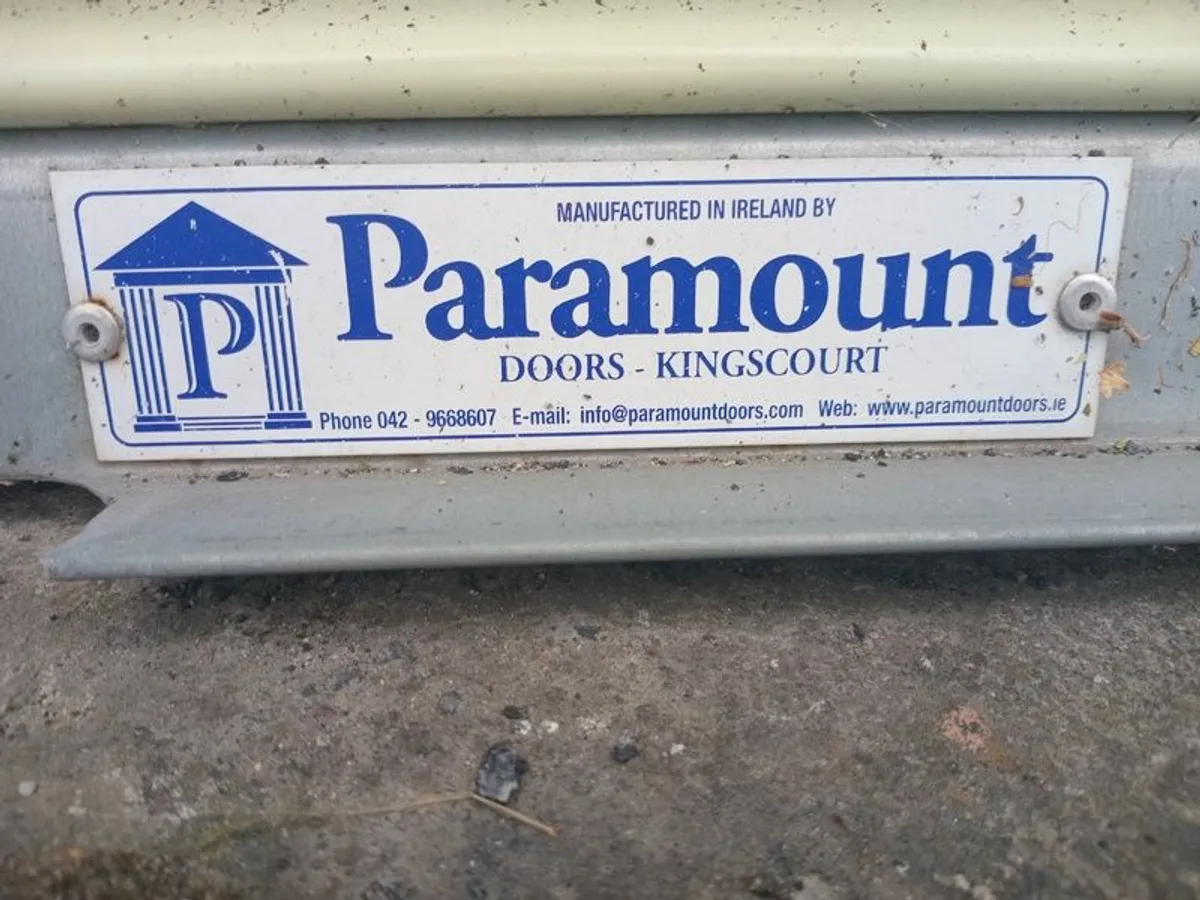 MANUFACTURED IN IRELAND BY
P
Paramount
DOORS - KINGSCOURT
Phone 042 - 9668607 E-mail: info@paramountdoors.com Web: www.paramountdoors.ie